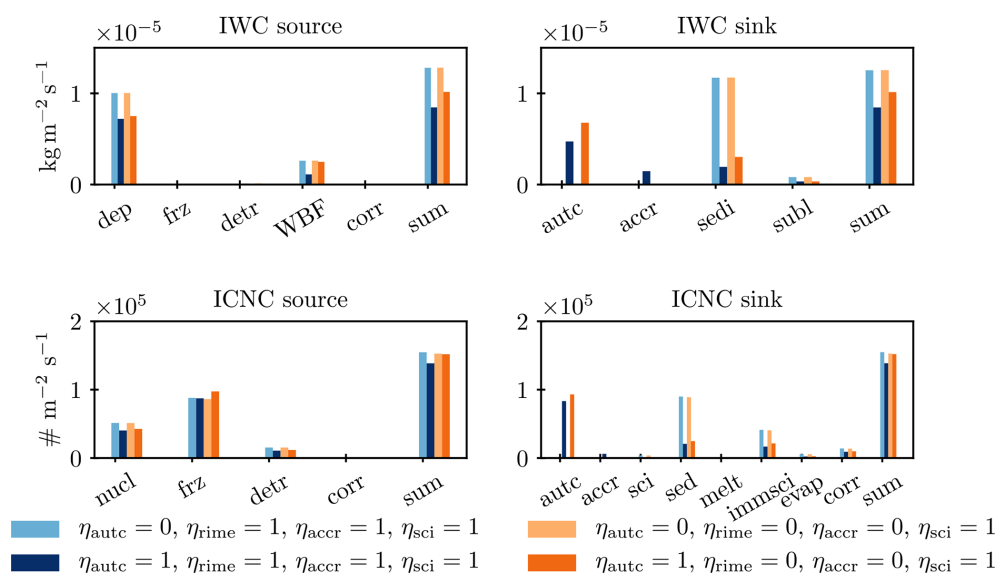 IWC source
×10⁻⁵
kg m⁻² s⁻¹
1
0
dep frz detr WBF corr sum
IWC sink
×10⁻⁵
1
0
autc accr sedi subl sum
ICNC source
×10⁵
# m⁻² s⁻¹
2
1
0
nucl frz detr corr sum
ICNC sink
×10⁵
2
1
0
autc accr sci sed melt immsci evap corr sum
η_autc = 0, η_rime = 1, η_accr = 1, η_sci = 1
η_autc = 1, η_rime = 1, η_accr = 1, η_sci = 1
η_autc = 0, η_rime = 0, η_accr = 0, η_sci = 1
η_autc = 1, η_rime = 0, η_accr = 0, η_sci = 1